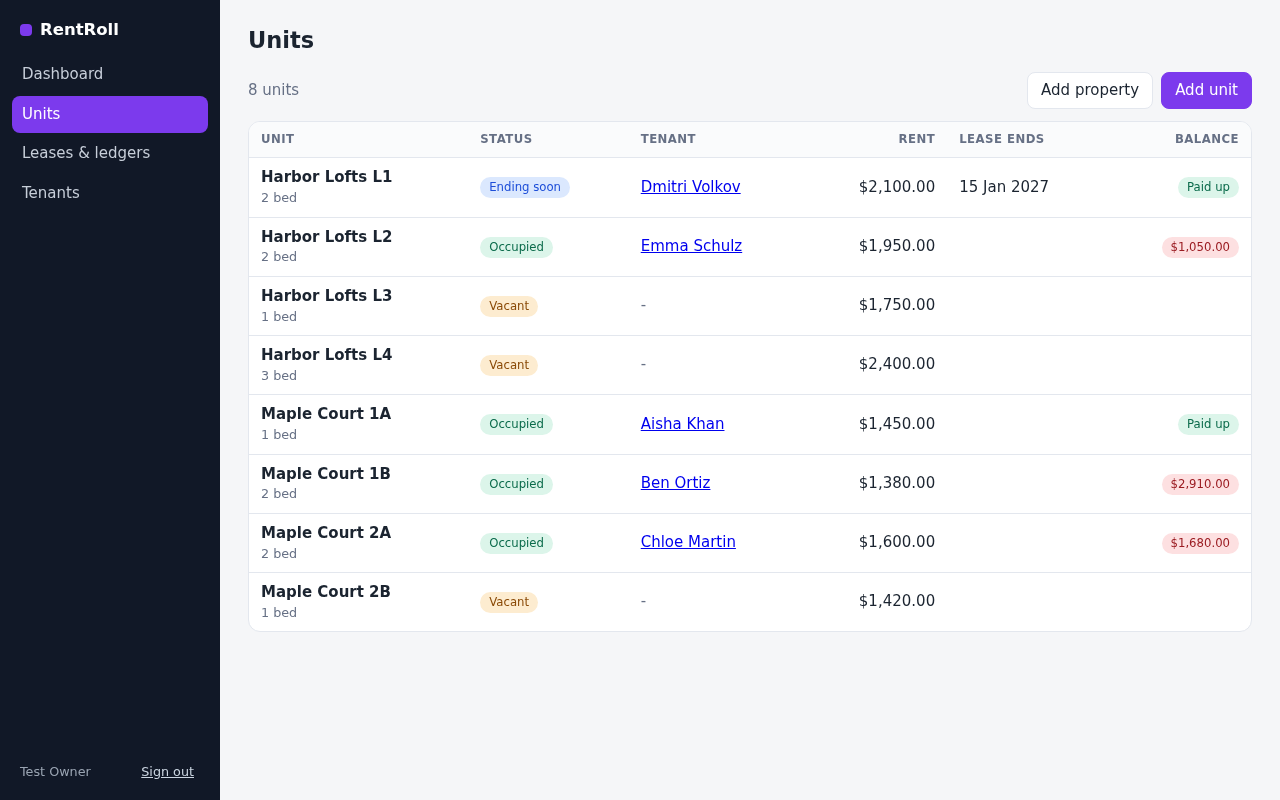 RentRoll
Dashboard
Units
Leases & ledgers
Tenants
Test Owner
Sign out
Units
8 units
Add property
Add unit
UNIT STATUS TENANT RENT LEASE ENDS BALANCE
Harbor Lofts L1
2 bed
Ending soon Dmitri Volkov $2,100.00 15 Jan 2027 Paid up
Harbor Lofts L2
2 bed
Occupied Emma Schulz $1,950.00 $1,050.00
Harbor Lofts L3
1 bed
Vacant - $1,750.00
Harbor Lofts L4
3 bed
Vacant - $2,400.00
Maple Court 1A
1 bed
Occupied Aisha Khan $1,450.00 Paid up
Maple Court 1B
2 bed
Occupied Ben Ortiz $1,380.00 $2,910.00
Maple Court 2A
2 bed
Occupied Chloe Martin $1,600.00 $1,680.00
Maple Court 2B
1 bed
Vacant - $1,420.00